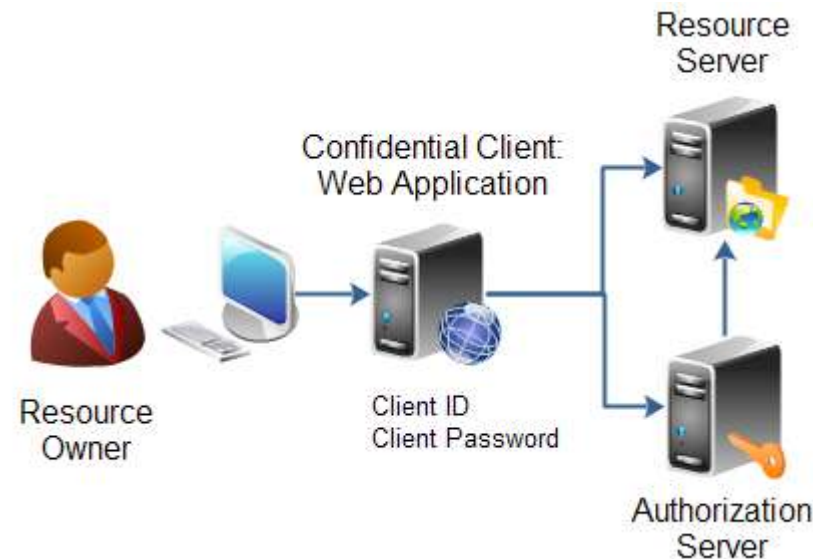 Resource
Server
Confidential Client:
Web Application
Resource
Owner
Client ID
Client Password
Authorization
Server